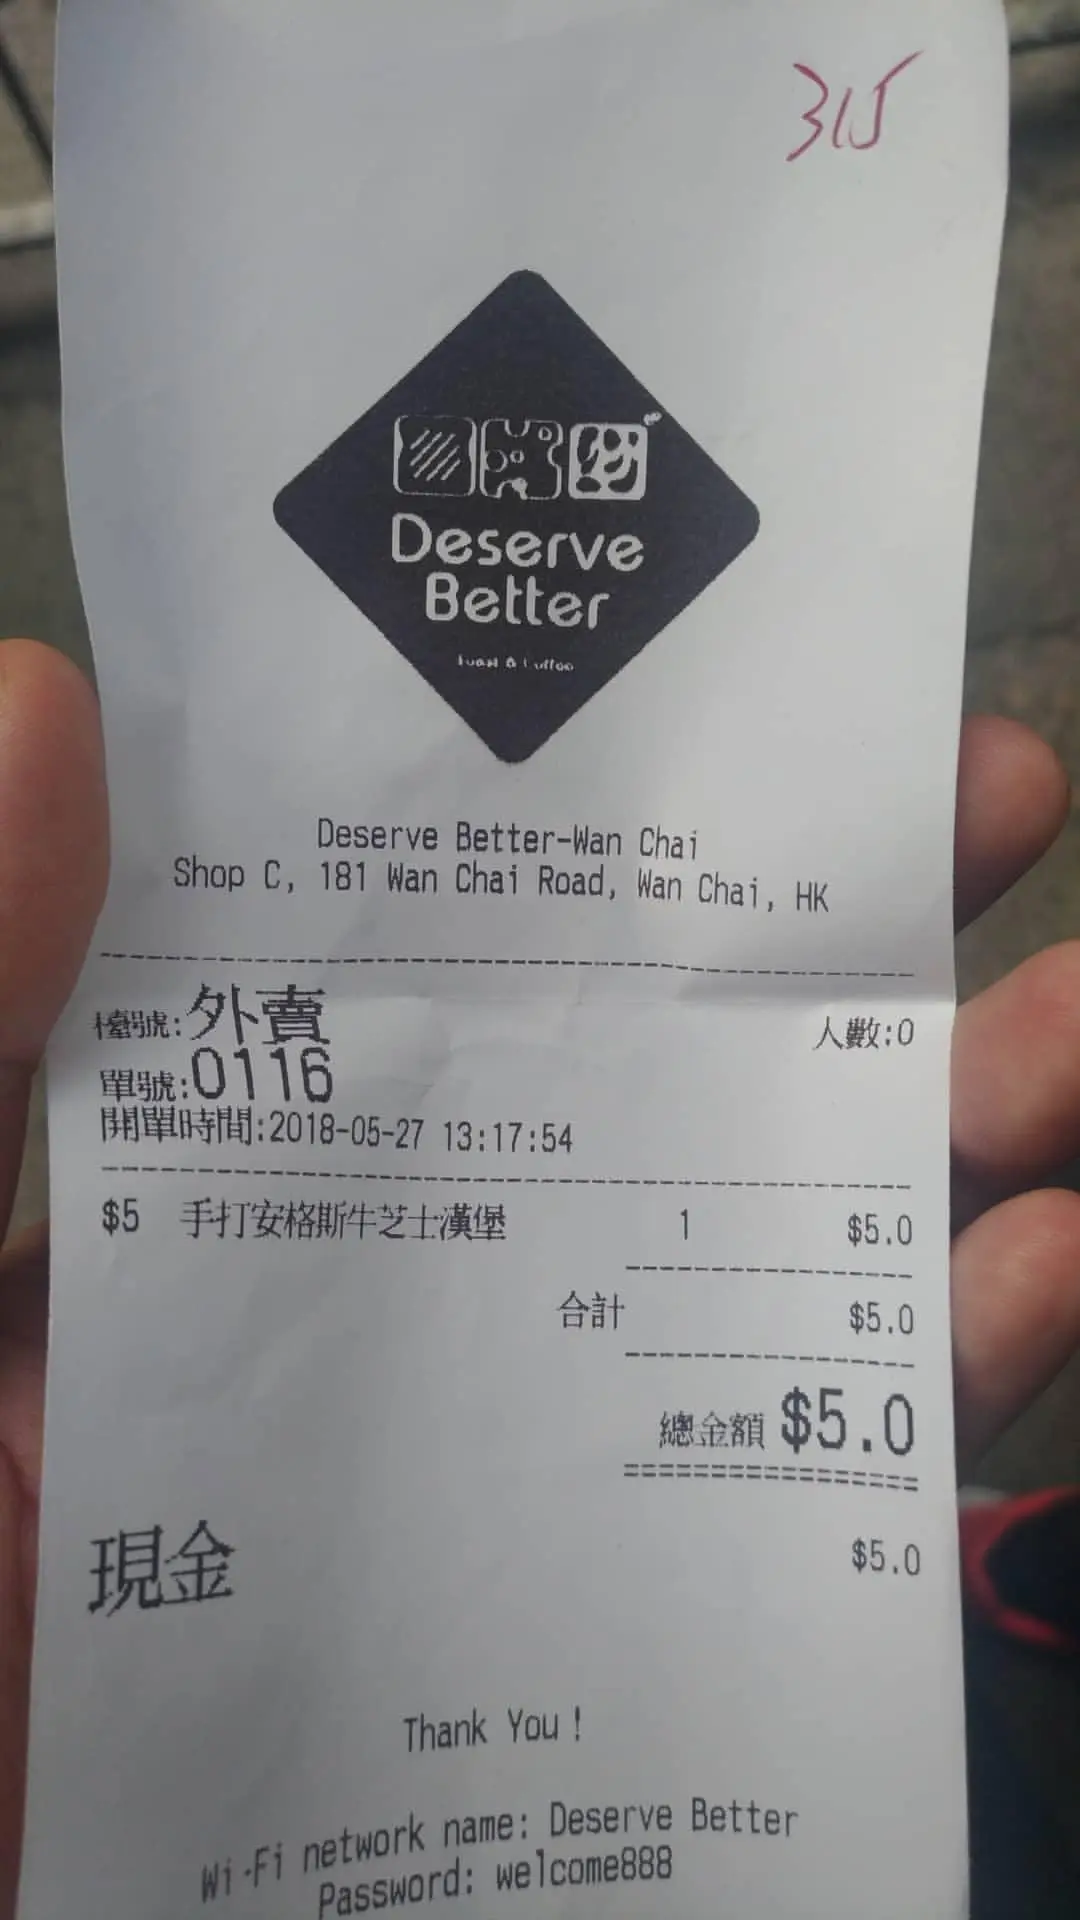 315
Deserve
Better
Toast & Coffee
Deserve Better-Wan Chai
Shop C, 181 Wan Chai Road, Wan Chai, HK
檯號:外賣 人數:0
單號:0116
開單時間:2018-05-27 13:17:54
$5 手打安格斯牛芝士漢堡 1 $5.0
合計 $5.0
總金額 $5.0
現金 $5.0
Thank You !
Wi-Fi network name: Deserve Better
Password: welcome888